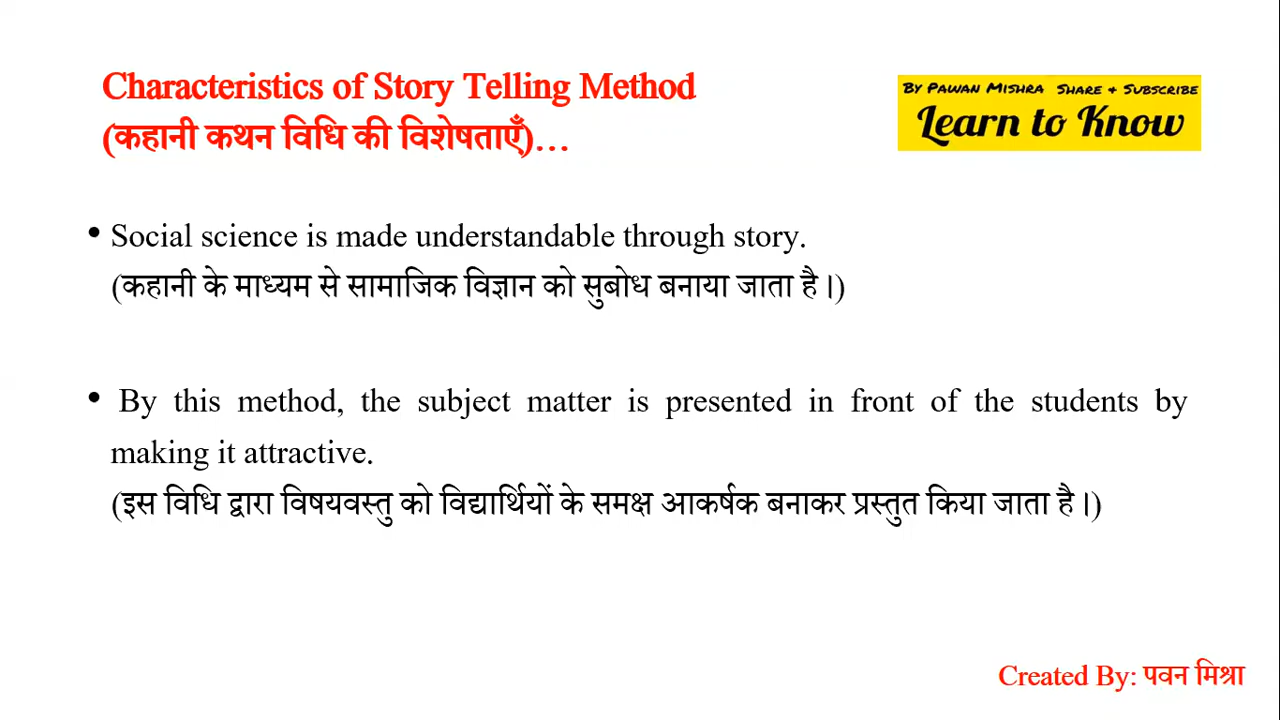 Characteristics of Story Telling Method
(कहानी कथन विधि की विशेषताएँ)...
By Pawan Mishra Share & Subscribe
Learn to Know
• Social science is made understandable through story.
(कहानी के माध्यम से सामाजिक विज्ञान को सुबोध बनाया जाता है।)
• By this method, the subject matter is presented in front of the students by
making it attractive.
(इस विधि द्वारा विषयवस्तु को विद्यार्थियों के समक्ष आकर्षक बनाकर प्रस्तुत किया जाता है।)
Created By: पवन मिश्रा